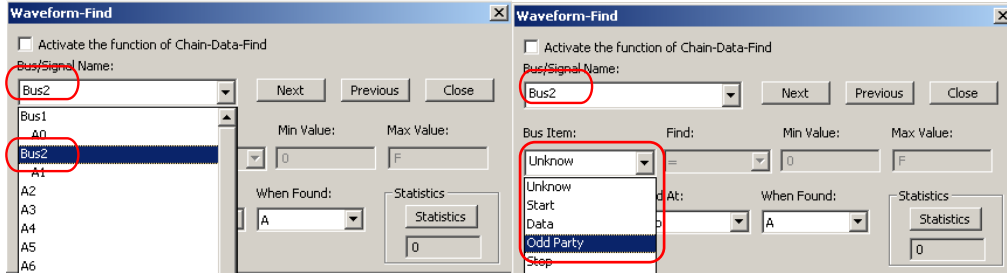 Waveform-Find
Activate the function of Chain-Data-Find
Bus/Signal Name:
Bus2
Next
Previous
Close
Bus1
A0
Bus2
A1
A2
A3
A4
A5
A6
Min Value:
Max Value:
0
F
When Found:
A
Statistics
Statistics
0
Waveform-Find
Activate the function of Chain-Data-Find
Bus/Signal Name:
Bus2
Next
Previous
Close
Bus Item:
Find:
Min Value:
Max Value:
Unknow
=
0
F
Unknow
Start
Data
Odd Party
Stop
d At:
When Found:
A
Statistics
Statistics
0